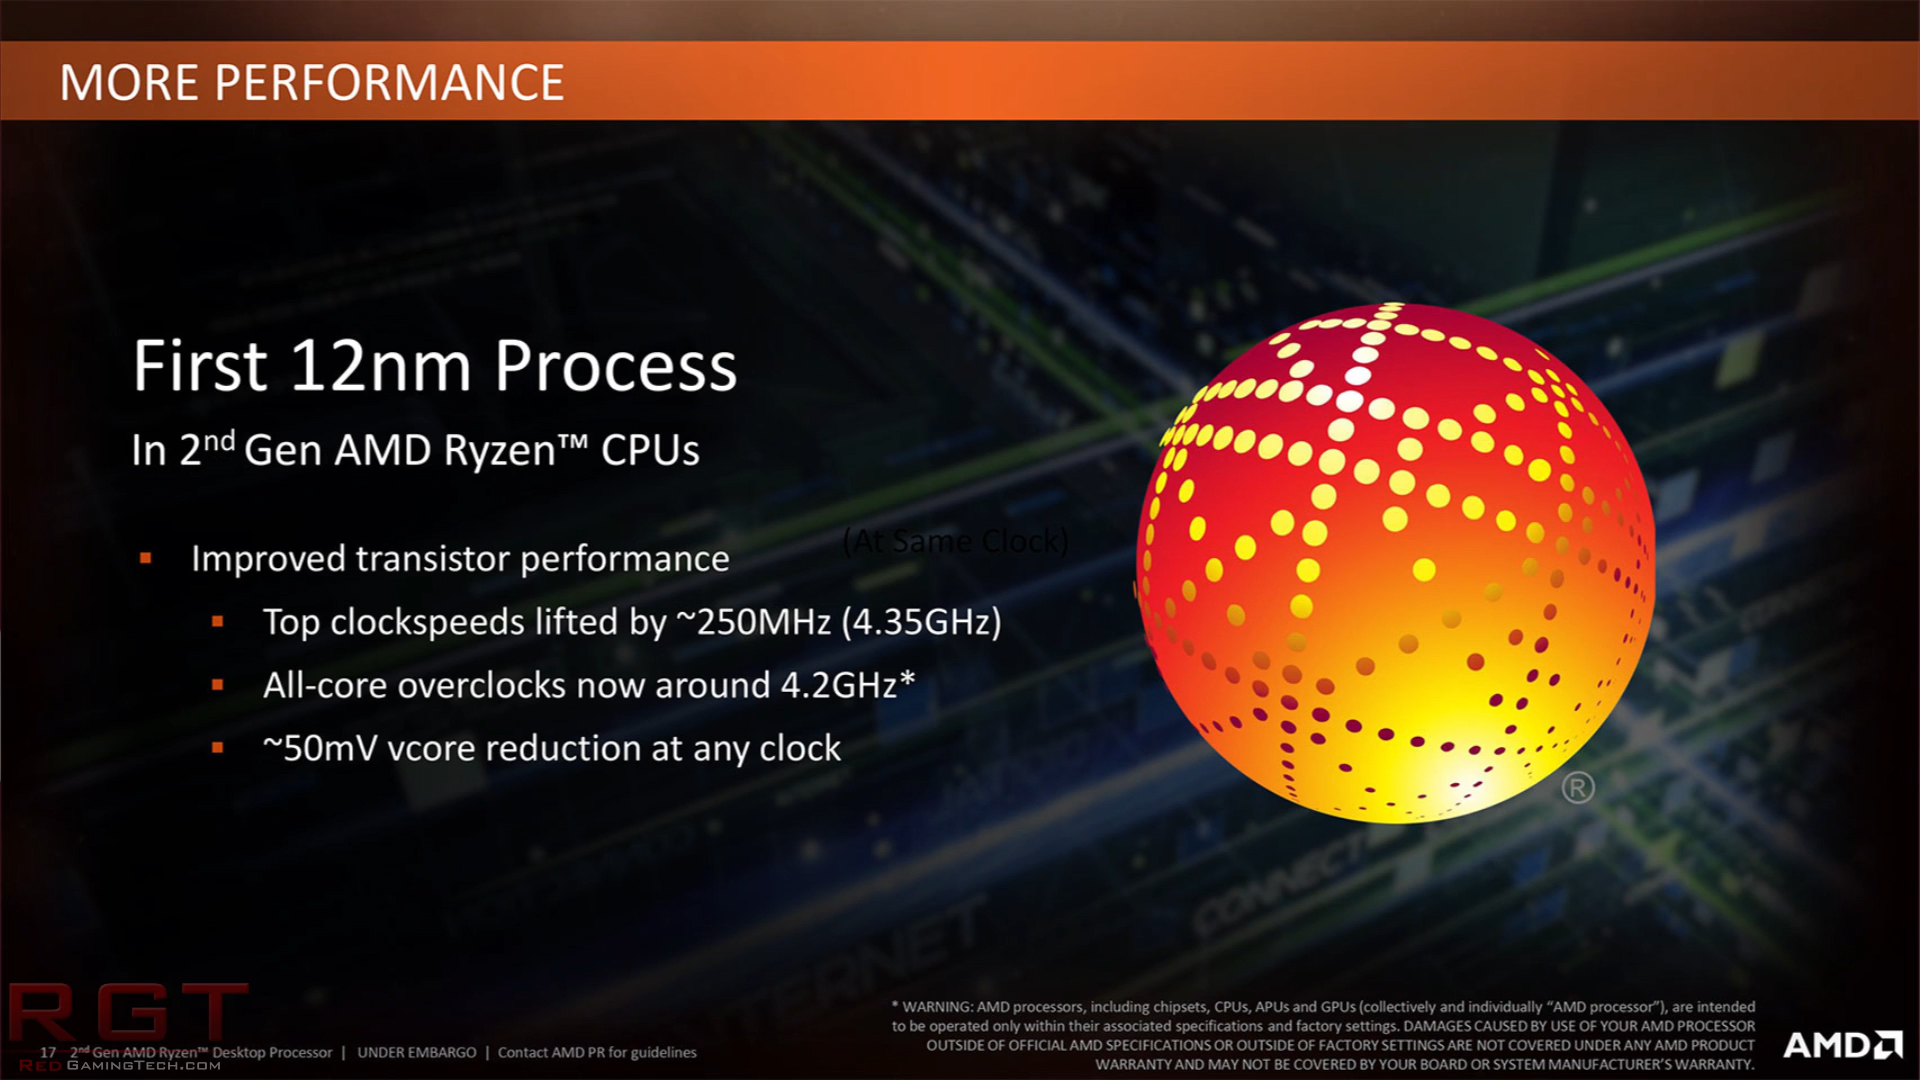 MORE PERFORMANCE
First 12nm Process
In 2nd Gen AMD Ryzen™ CPUs
(At Same Clock)
Improved transistor performance
Top clockspeeds lifted by ~250MHz (4.35GHz)
All-core overclocks now around 4.2GHz*
~50mV vcore reduction at any clock
®
CONNECT
INTERNET
RGT
17 2nd Gen AMD Ryzen™ Desktop Processor | UNDER EMBARGO | Contact AMD PR for guidelines
RED GAMINGTECH.COM
* WARNING: AMD processors, including chipsets, CPUs, APUs and GPUs (collectively and individually “AMD processor”), are intended
to be operated only within their associated specifications and factory settings. DAMAGES CAUSED BY USE OF YOUR AMD PROCESSOR
OUTSIDE OF OFFICIAL AMD SPECIFICATIONS OR OUTSIDE OF FACTORY SETTINGS ARE NOT COVERED UNDER ANY AMD PRODUCT
WARRANTY AND MAY NOT BE COVERED BY YOUR BOARD OR SYSTEM MANUFACTURER’S WARRANTY.
AMD